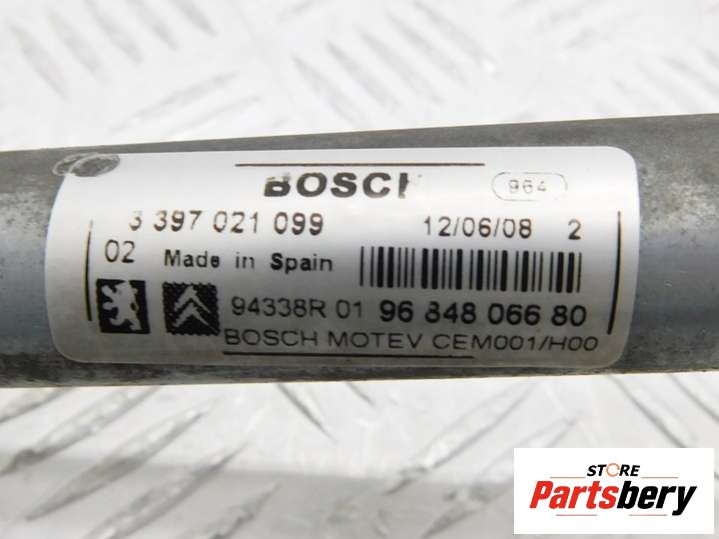 BOSCH 964
3 397 021 099 12/06/08 2
02 Made in Spain
94338R 01 96 848 066 80
BOSCH MOTEV CEM001/H00
STORE
Partsbery